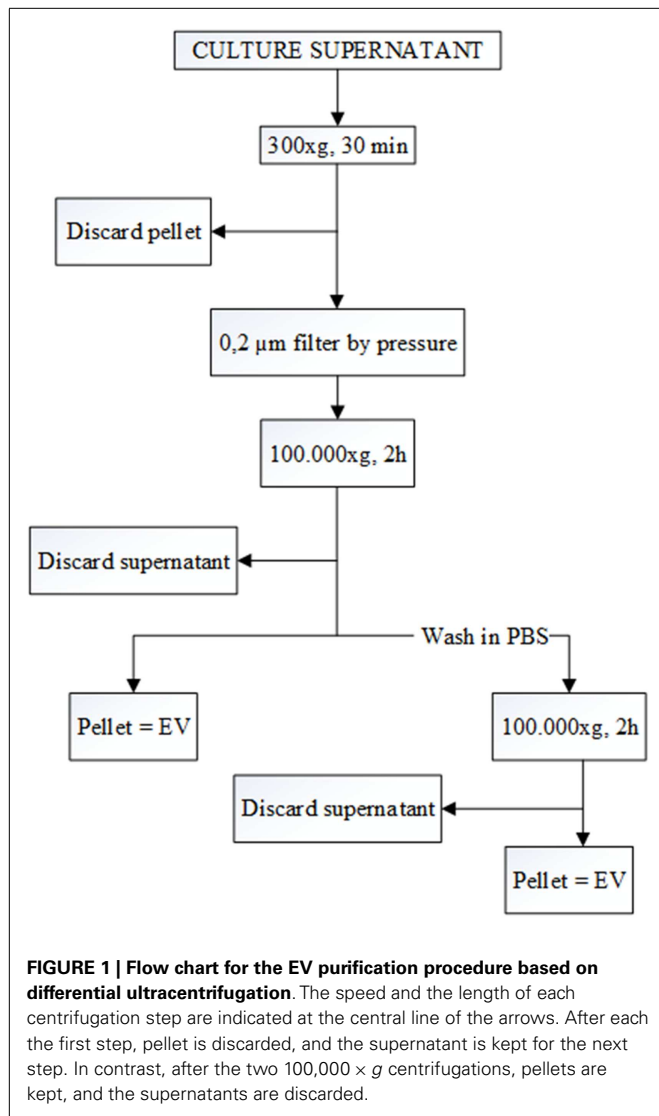 CULTURE SUPERNATANT
300xg, 30 min
Discard pellet
0,2 µm filter by pressure
100.000xg, 2h
Discard supernatant
Wash in PBS
Pellet = EV
100.000xg, 2h
Discard supernatant
Pellet = EV
FIGURE 1 | Flow chart for the EV purification procedure based on
differential ultracentrifugation. The speed and the length of each
centrifugation step are indicated at the central line of the arrows. After each
the first step, pellet is discarded, and the supernatant is kept for the next
step. In contrast, after the two 100,000 × g centrifugations, pellets are
kept, and the supernatants are discarded.